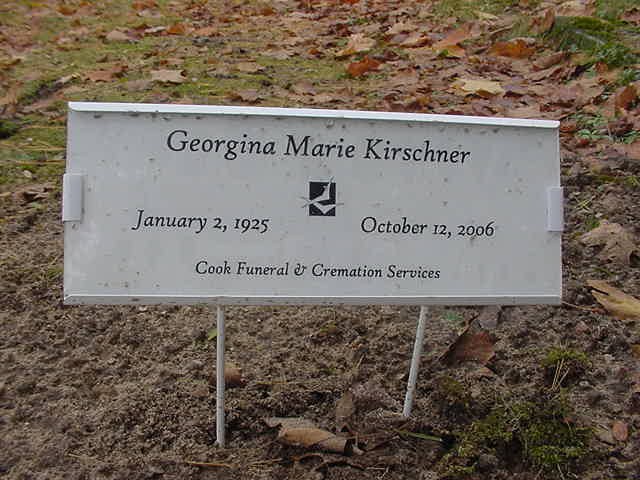 Georgina Marie Kirschner
January 2, 1925 October 12, 2006
Cook Funeral & Cremation Services